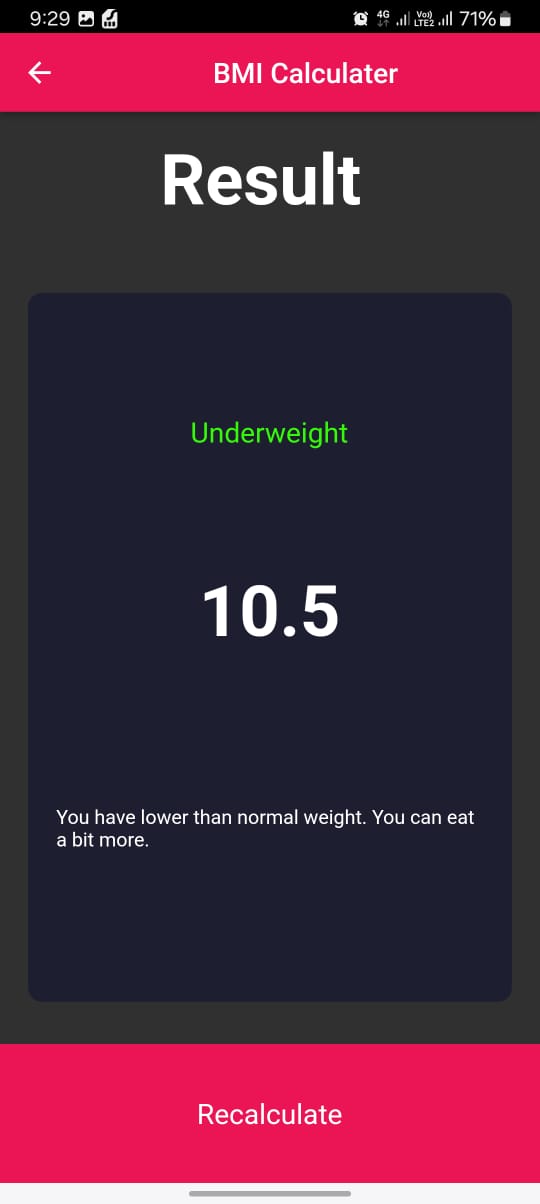 9:29 4G Vo) LTE2 71%
BMI Calculater
Result
Underweight
10.5
You have lower than normal weight. You can eat
a bit more.
Recalculate